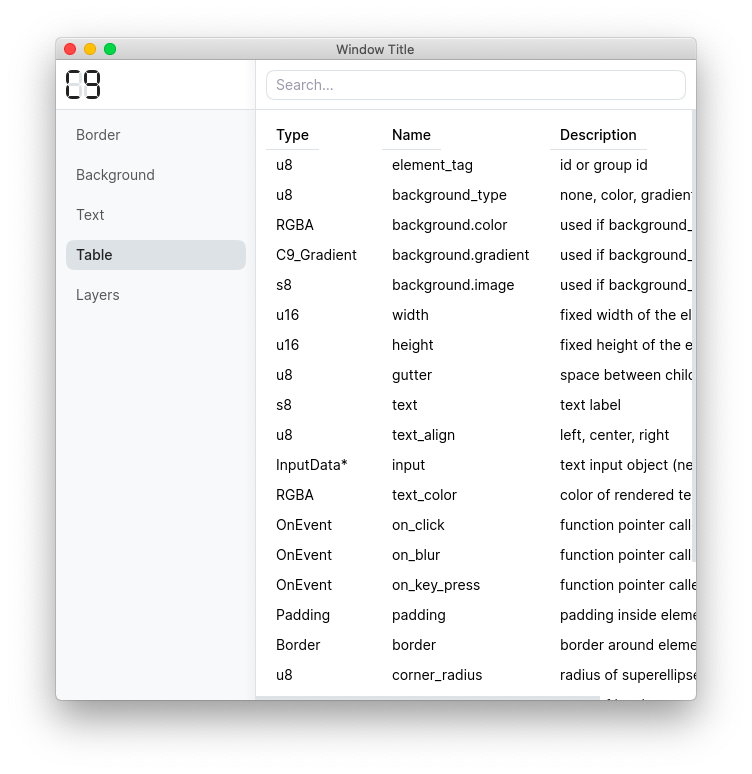 Window Title
C9
Search...
Border
Background
Text
Table
Layers
Type Name Description
u8 element_tag id or group id
u8 background_type none, color, gradient
RGBA background.color used if background_
C9_Gradient background.gradient used if background_
s8 background.image used if background_
u16 width fixed width of the el
u16 height fixed height of the e
u8 gutter space between chil
s8 text text label
u8 text_align left, center, right
InputData* input text input object (ne
RGBA text_color color of rendered te
OnEvent on_click function pointer call
OnEvent on_blur function pointer call
OnEvent on_key_press function pointer calle
Padding padding padding inside eleme
Border border border around eleme
u8 corner_radius radius of superellipse